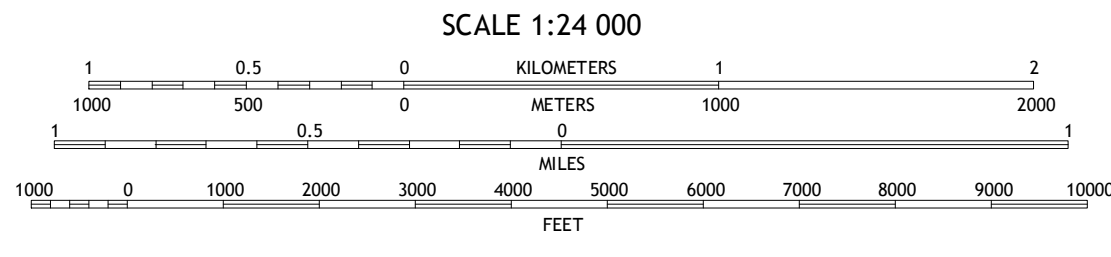 SCALE 1:24 000
1 0.5 0 KILOMETERS 1 2
1000 500 0 METERS 1000 2000
1 0.5 0 1
MILES
1000 0 1000 2000 3000 4000 5000 6000 7000 8000 9000 10000
FEET